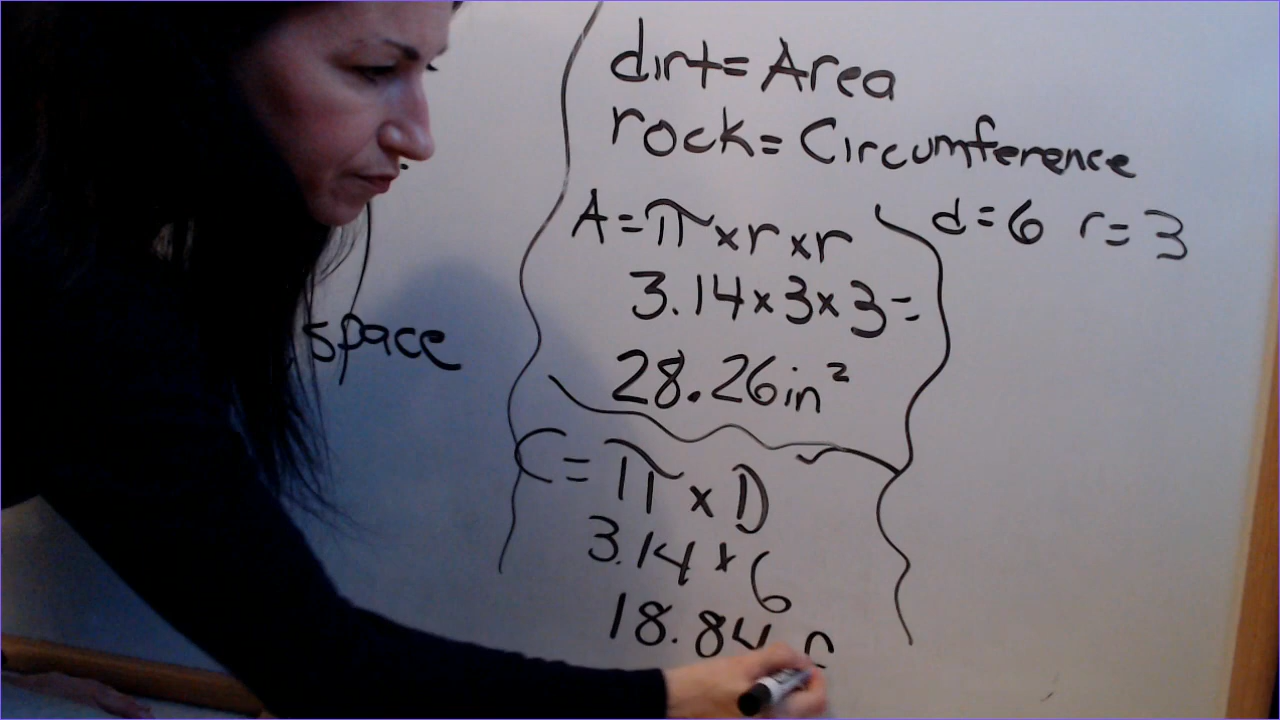 dirt= Area
rock= Circumference
A=π×r×r
d=6 r=3
3.14×3×3=
28.26in²
space
C=π×D
3.14×6
18.84